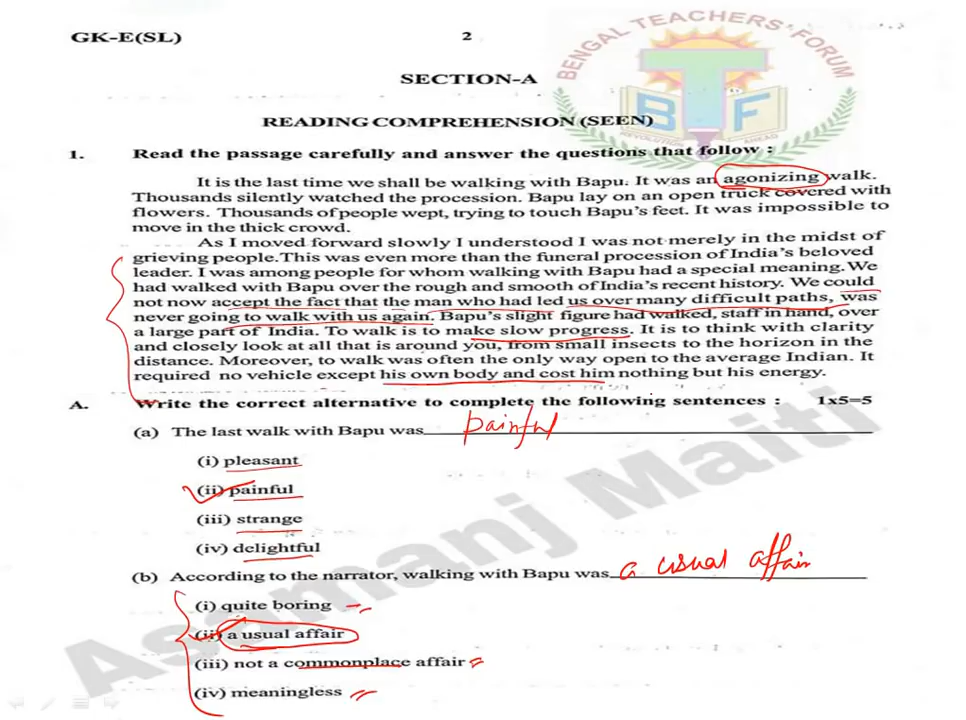 GK-E(SL)
2
BENGAL TEACHERS' FORUM
BTF
SECTION-A
READING COMPREHENSION (SEEN)
1. Read the passage carefully and answer the questions that follow :
It is the last time we shall be walking with Bapu. It was an agonizing walk.
Thousands silently watched the procession. Bapu lay on an open truck covered with
flowers. Thousands of people wept, trying to touch Bapu's feet. It was impossible to
move in the thick crowd.
As I moved forward slowly I understood I was not merely in the midst of
grieving people.This was even more than the funeral procession of India's beloved
leader. I was among people for whom walking with Bapu had a special meaning. We
had walked with Bapu over the rough and smooth of India's recent history. We could
not now accept the fact that the man who had led us over many difficult paths, was
never going to walk with us again. Bapu's slight figure had walked, staff in hand, over
a large part of India. To walk is to make slow progress. It is to think with clarity
and closely look at all that is around you, from small insects to the horizon in the
distance. Moreover, to walk was often the only way open to the average Indian. It
required no vehicle except his own body and cost him nothing but his energy.
A. Write the correct alternative to complete the following sentences : 1x5=5
(a) The last walk with Bapu was painful
(i) pleasant
(ii) painful
(iii) strange
(iv) delightful
(b) According to the narrator, walking with Bapu was a usual affair
(i) quite boring
(ii) a usual affair
(iii) not a commonplace affair
(iv) meaningless
Asamanj Maiti